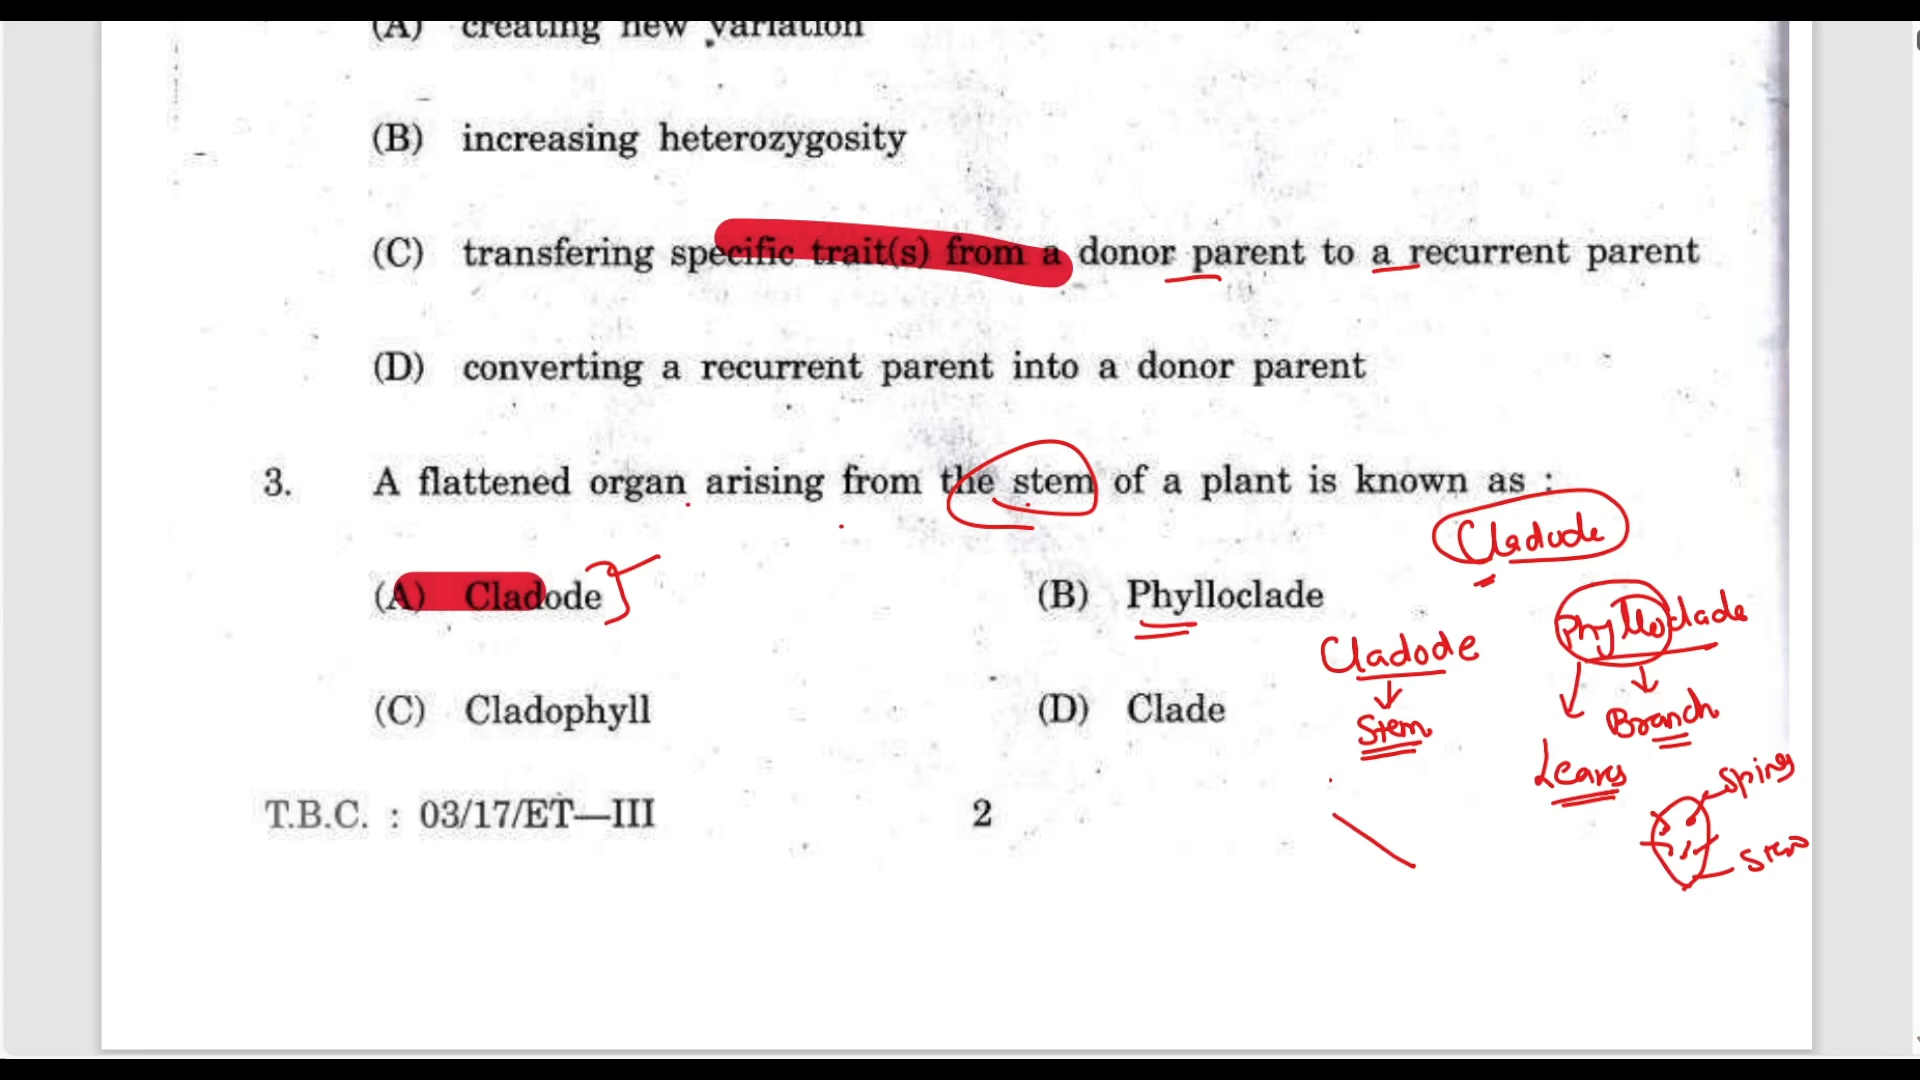 (A) creating new variation
(B) increasing heterozygosity
(C) transfering specific trait(s) from a donor parent to a recurrent parent
(D) converting a recurrent parent into a donor parent
3. A flattened organ arising from the stem of a plant is known as :
Cladode
(A) Cladode
(B) Phylloclade
Phylloclade
Cladode
(C) Cladophyll
(D) Clade
Stem
Branch
Leaves
Spines
Stem
T.B.C. : 03/17/ET—III
2